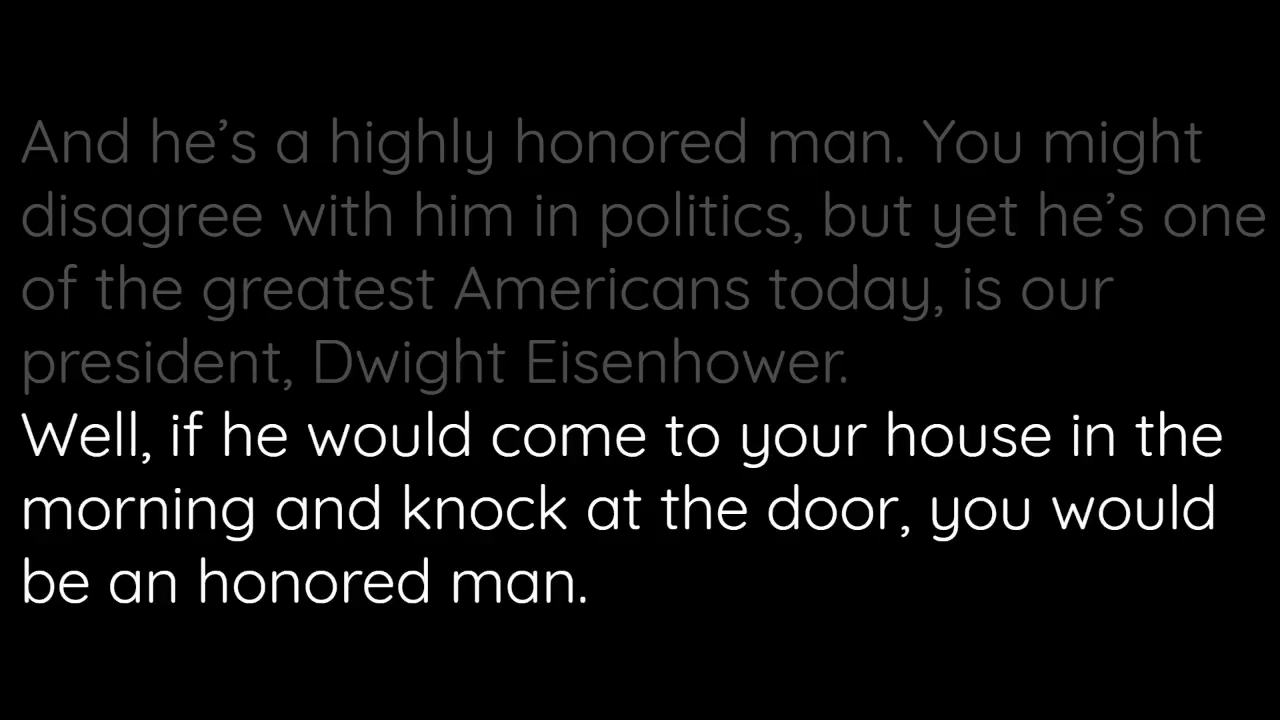 And he’s a highly honored man. You might
disagree with him in politics, but yet he’s one
of the greatest Americans today, is our
president, Dwight Eisenhower.
Well, if he would come to your house in the
morning and knock at the door, you would
be an honored man.